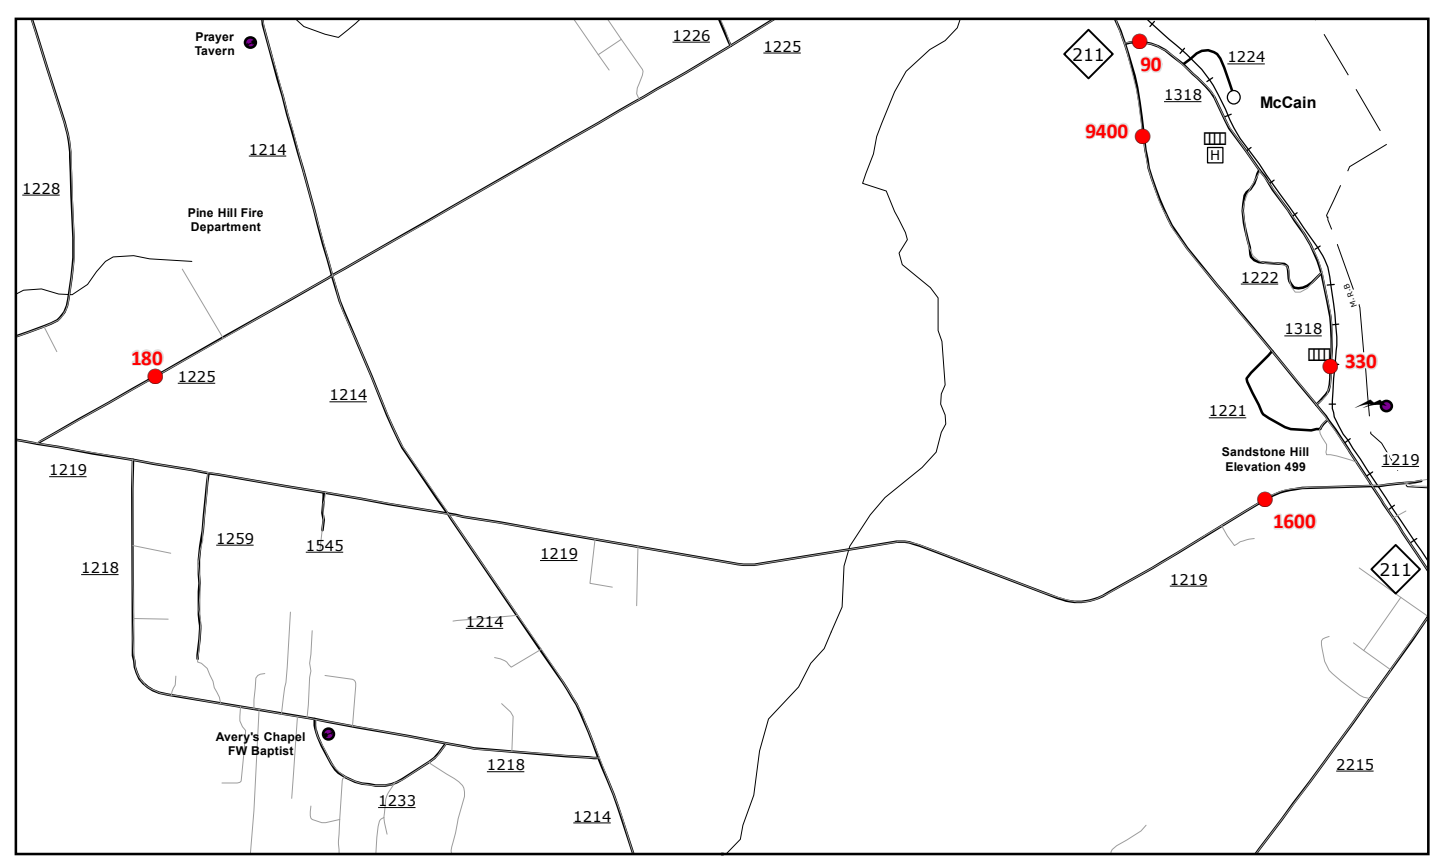 Prayer
Tavern
1226
1225
211
90
1224
1318
McCain
9400
H
1214
1228
Pine Hill Fire
Department
1222
M.R.B
1318
180
1225
330
1214
1221
Sandstone Hill
Elevation 499
1219
1219
1600
1259
1545
1219
1218
1219
211
1214
Avery's Chapel
FW Baptist
1218
2215
1233
1214